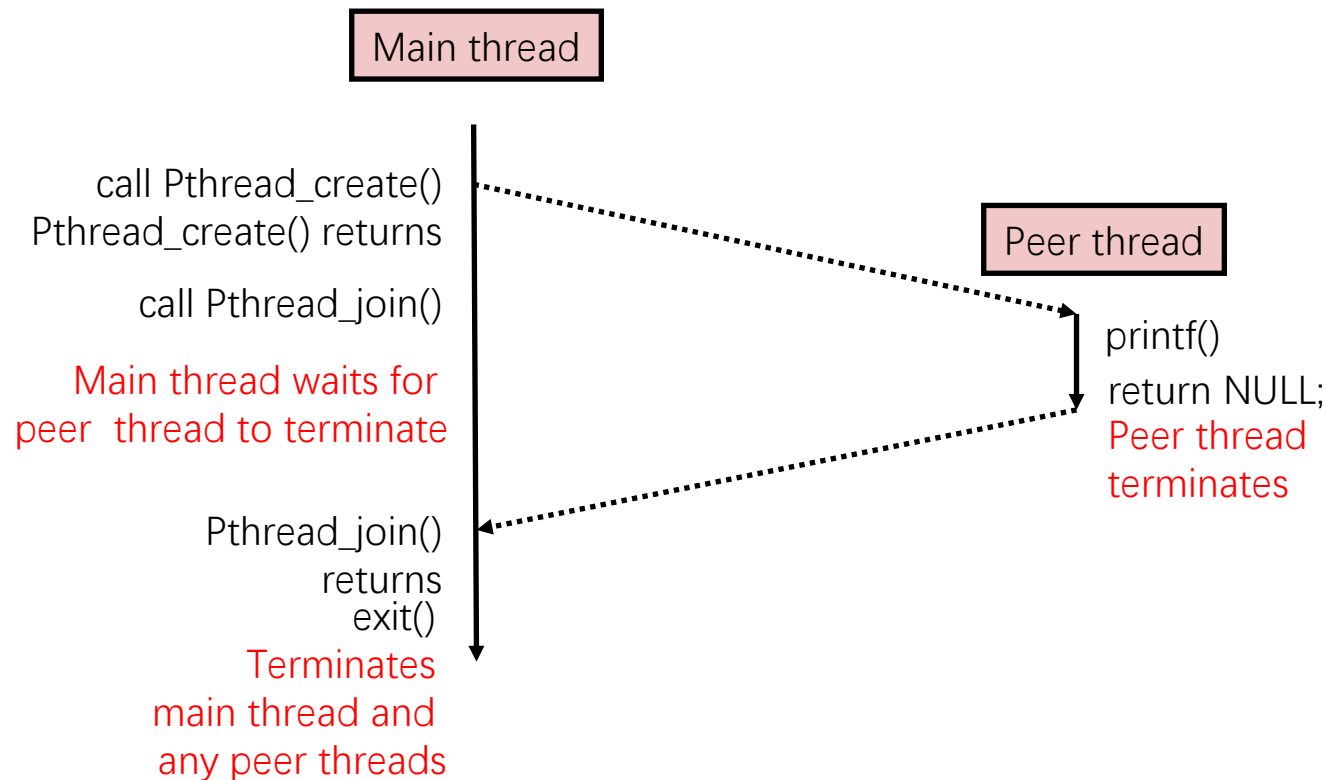 Main thread
call Pthread_create()
Pthread_create() returns
call Pthread_join()
Main thread waits for
peer thread to terminate
Pthread_join()
returns
exit()
Terminates
main thread and
any peer threads
Peer thread
printf()
return NULL;
Peer thread
terminates